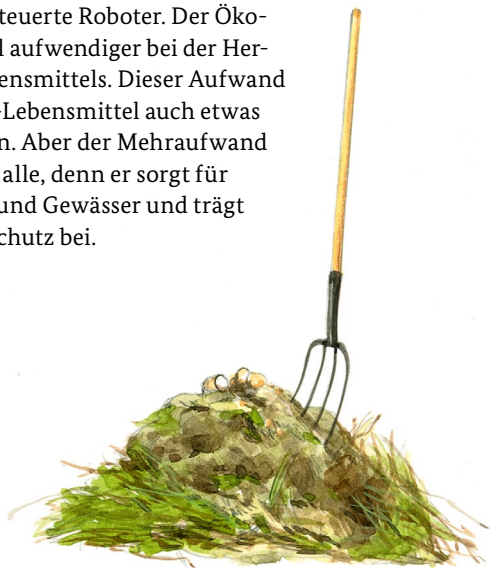 teuerte Roboter. Der Öko-
l aufwendiger bei der Her-
ensmittels. Dieser Aufwand
-Lebensmittel auch etwas
n. Aber der Mehraufwand
alle, denn er sorgt für
und Gewässer und trägt
chutz bei.